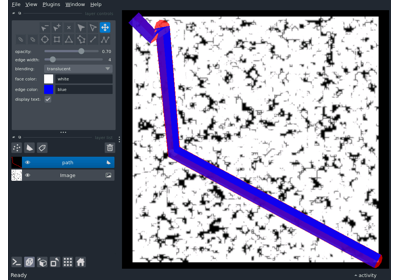 File View Plugins Window Help
opacity: 0.70
edge width: 4
blending: translucent
face color: white
edge color: blue
display text: ✓
path
Image
Ready
activity